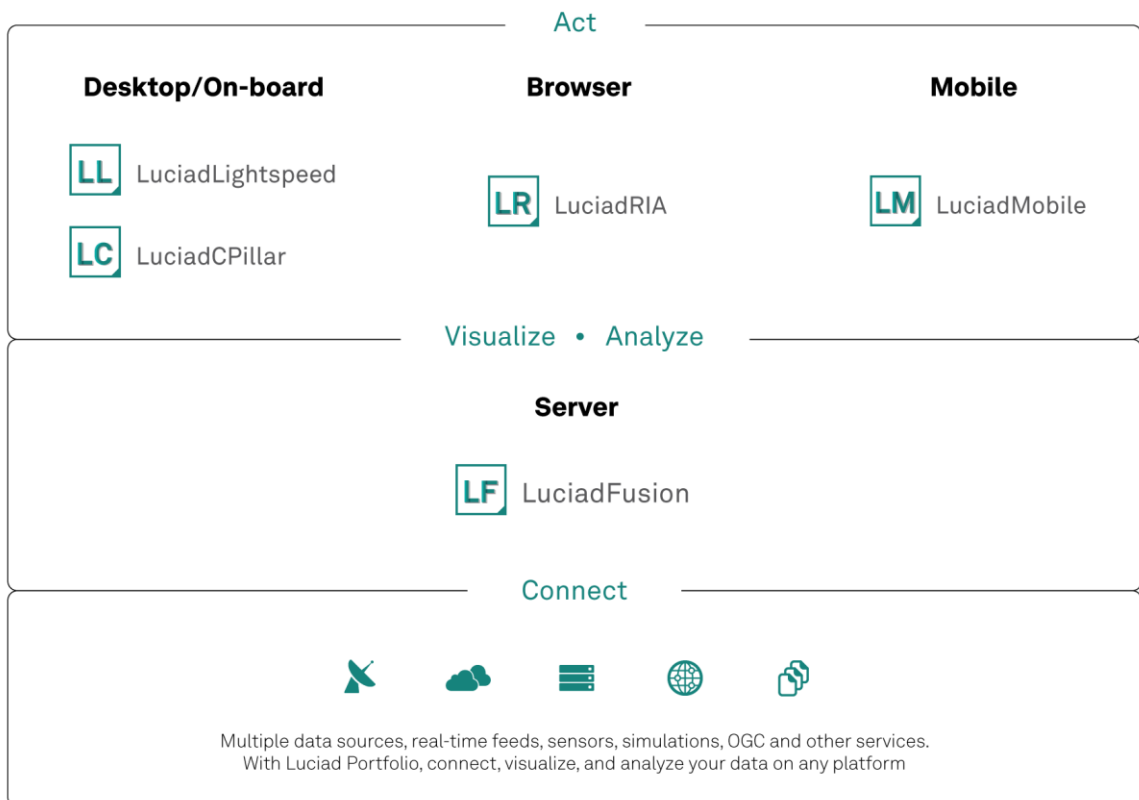 Act
Desktop/On-board
Browser
Mobile
LL LuciadLightspeed
LR LuciadRIA
LM LuciadMobile
LC LuciadCPillar
Visualize • Analyze
Server
LF LuciadFusion
Connect
Multiple data sources, real-time feeds, sensors, simulations, OGC and other services.
With Luciad Portfolio, connect, visualize, and analyze your data on any platform